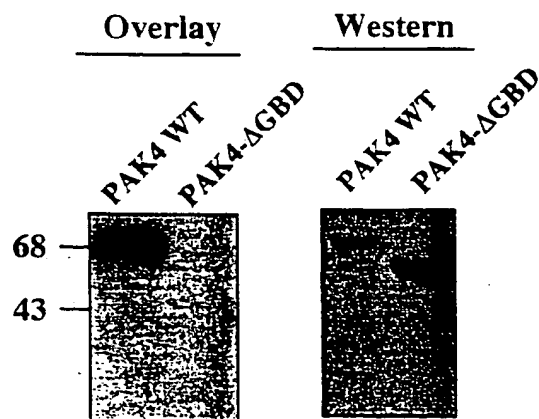 Overlay
Western
PAK4 WT
PAK4-ΔGBD
PAK4 WT
PAK4-ΔGBD
68
43